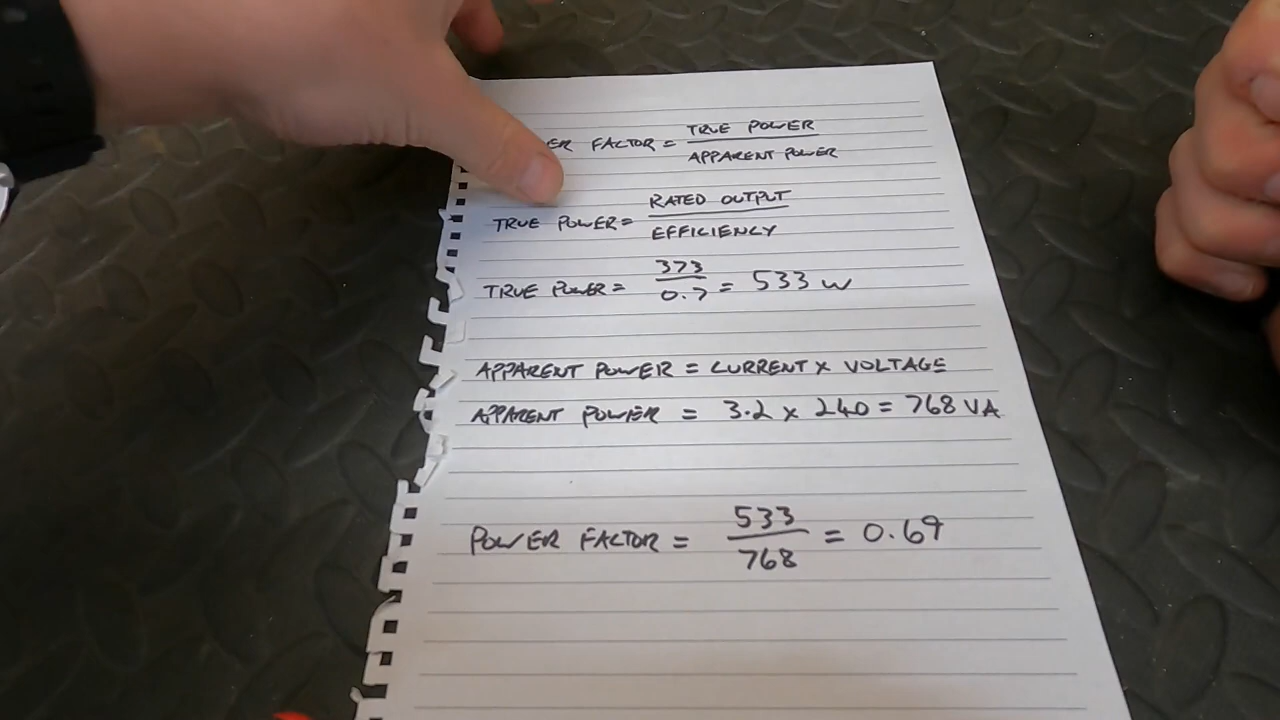 ER FACTOR = TRUE POWER / APPARENT POWER
TRUE POWER = RATED OUTPUT / EFFICIENCY
TRUE POWER = 373 / 0.7 = 533 W
APPARENT POWER = CURRENT X VOLTAGE
APPARENT POWER = 3.2 X 240 = 768 VA
POWER FACTOR = 533 / 768 = 0.69